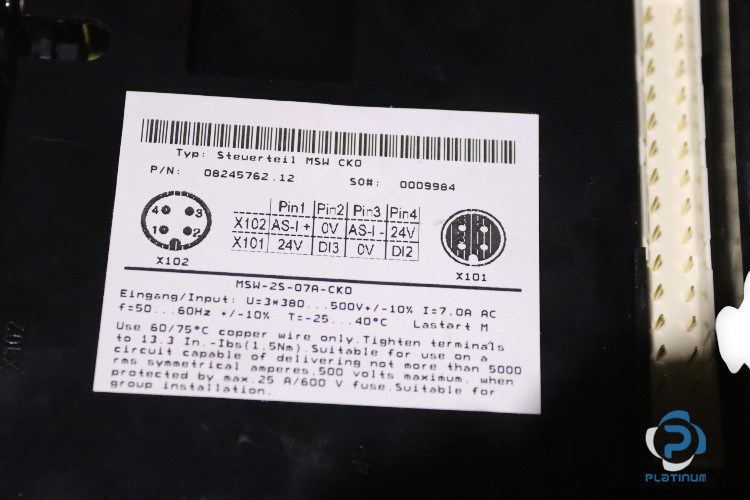 Typ: Steuerteil MSW CKO
P/N: 08245762.12 SO#: 0009984
4 3
1 2
X102
Pin1 Pin2 Pin3 Pin4
X102 AS-I + 0V AS-I - 24V
X101 24V DI3 0V DI2
X101
MSW-2S-07A-CKO
Eingang/Input: U=3*380...500V+/-10% I=7.0A AC
f=50...60Hz +/-10% T=-25...40°C Lastart M
Use 60/75°C copper wire only.Tighten terminals
to 13.3 In.-Lbs(1.5Nm).Suitable for use on a
circuit capable of delivering not more than 5000
rms symmetrical amperes,500 volts maximum, when
protected by max.25 A/600 V fuse.Suitable for
group installation.
X102
PLATINUM